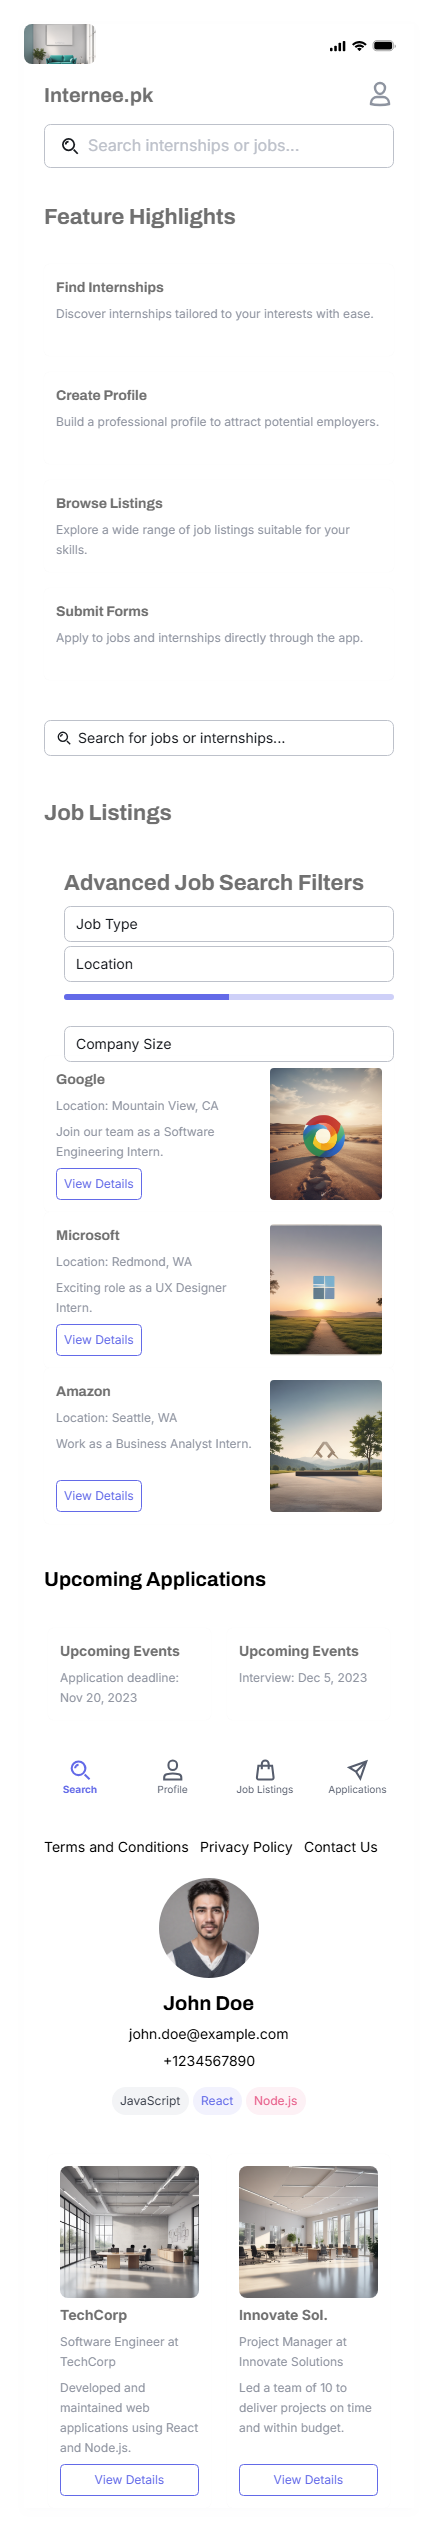 Internee.pk
Search internships or jobs...
Feature Highlights
Find Internships
Discover internships tailored to your interests with ease.
Create Profile
Build a professional profile to attract potential employers.
Browse Listings
Explore a wide range of job listings suitable for your
skills.
Submit Forms
Apply to jobs and internships directly through the app.
Search for jobs or internships...
Job Listings
Advanced Job Search Filters
Job Type
Location
Company Size
Google
Location: Mountain View, CA
Join our team as a Software
Engineering Intern.
View Details
Microsoft
Location: Redmond, WA
Exciting role as a UX Designer
Intern.
View Details
Amazon
Location: Seattle, WA
Work as a Business Analyst Intern.
View Details
Upcoming Applications
Upcoming Events
Application deadline:
Nov 20, 2023
Upcoming Events
Interview: Dec 5, 2023
Search
Profile
Job Listings
Applications
Terms and Conditions
Privacy Policy
Contact Us
John Doe
john.doe@example.com
+1234567890
JavaScript
React
Node.js
TechCorp
Software Engineer at
TechCorp
Developed and
maintained web
applications using React
and Node.js.
View Details
Innovate Sol.
Project Manager at
Innovate Solutions
Led a team of 10 to
deliver projects on time
and within budget.
View Details